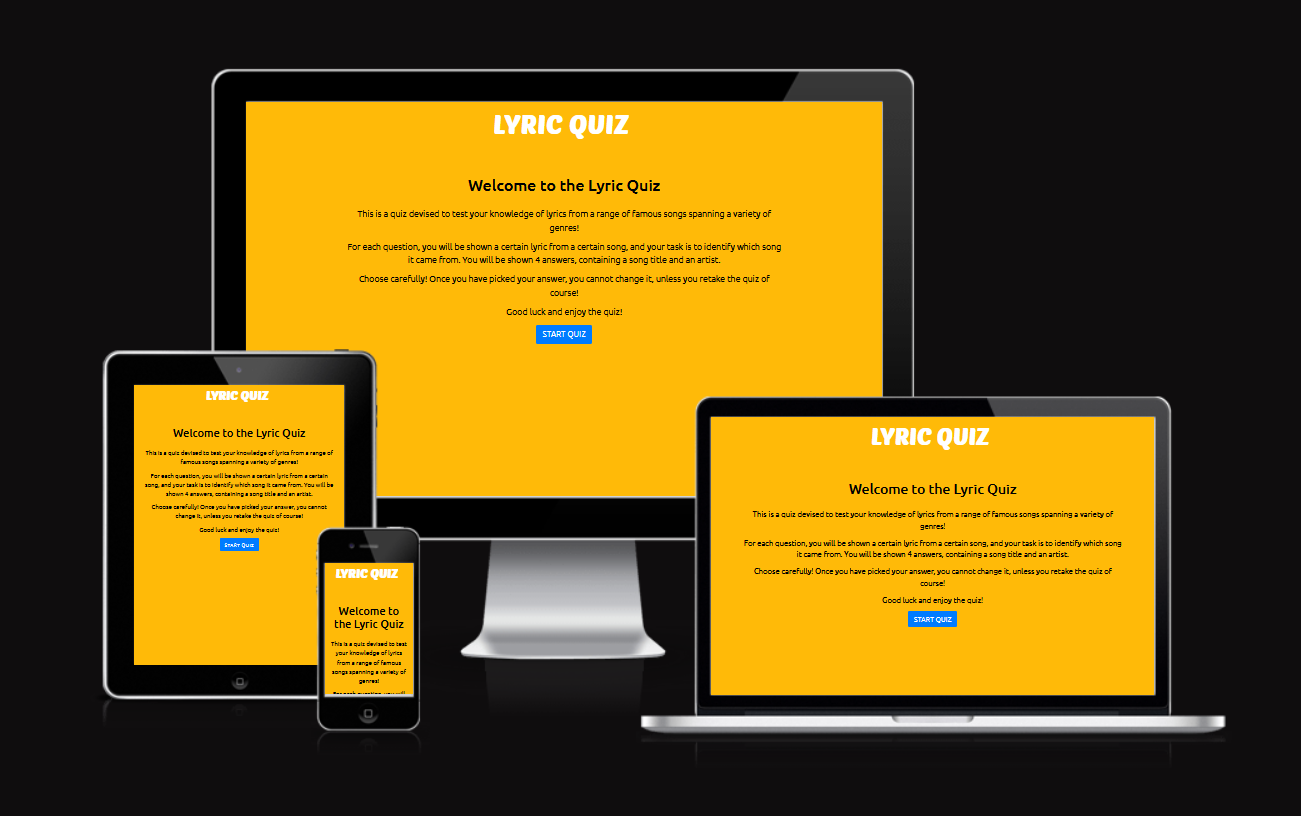 LYRIC QUIZ
Welcome to the Lyric Quiz
This is a quiz devised to test your knowledge of lyrics from a range of famous songs spanning a variety of
genres!
For each question, you will be shown a certain lyric from a certain song, and your task is to identify which song
it came from. You will be shown 4 answers, containing a song title and an artist.
Choose carefully! Once you have picked your answer, you cannot change it, unless you retake the quiz of
course!
Good luck and enjoy the quiz!
START QUIZ
LYRIC QUIZ
Welcome to the Lyric Quiz
This is a quiz devised to test your knowledge of lyrics from a range of
famous songs spanning a variety of genres!
For each question, you will be shown a certain lyric from a certain
song, and your task is to identify which song it came from. You will be
shown 4 answers, containing a song title and an artist.
Choose carefully! Once you have picked your answer, you cannot
change it, unless you retake the quiz of course!
Good luck and enjoy the quiz!
START QUIZ
LYRIC QUIZ
Welcome to
the Lyric Quiz
This is a quiz devised to test
your knowledge of lyrics
from a range of famous
songs spanning a variety of
genres!
For each question, you will
LYRIC QUIZ
Welcome to the Lyric Quiz
This is a quiz devised to test your knowledge of lyrics from a range of famous songs spanning a variety of
genres!
For each question, you will be shown a certain lyric from a certain song, and your task is to identify which song
it came from. You will be shown 4 answers, containing a song title and an artist.
Choose carefully! Once you have picked your answer, you cannot change it, unless you retake the quiz of
course!
Good luck and enjoy the quiz!
START QUIZ